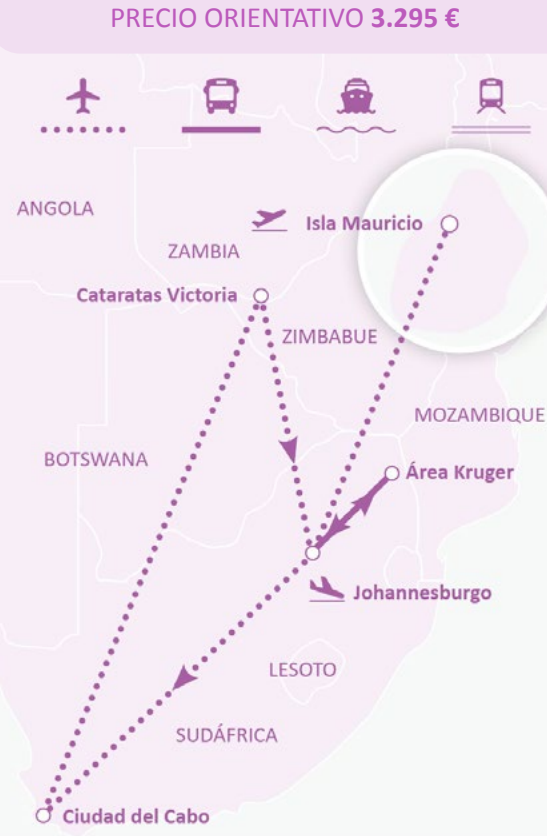 PRECIO ORIENTATIVO 3.295 €
ANGOLA
Isla Mauricio
ZAMBIA
Cataratas Victoria
ZIMBABUE
MOZAMBIQUE
BOTSWANA
Área Kruger
Johannesburgo
LESOTO
SUDÁFRICA
Ciudad del Cabo